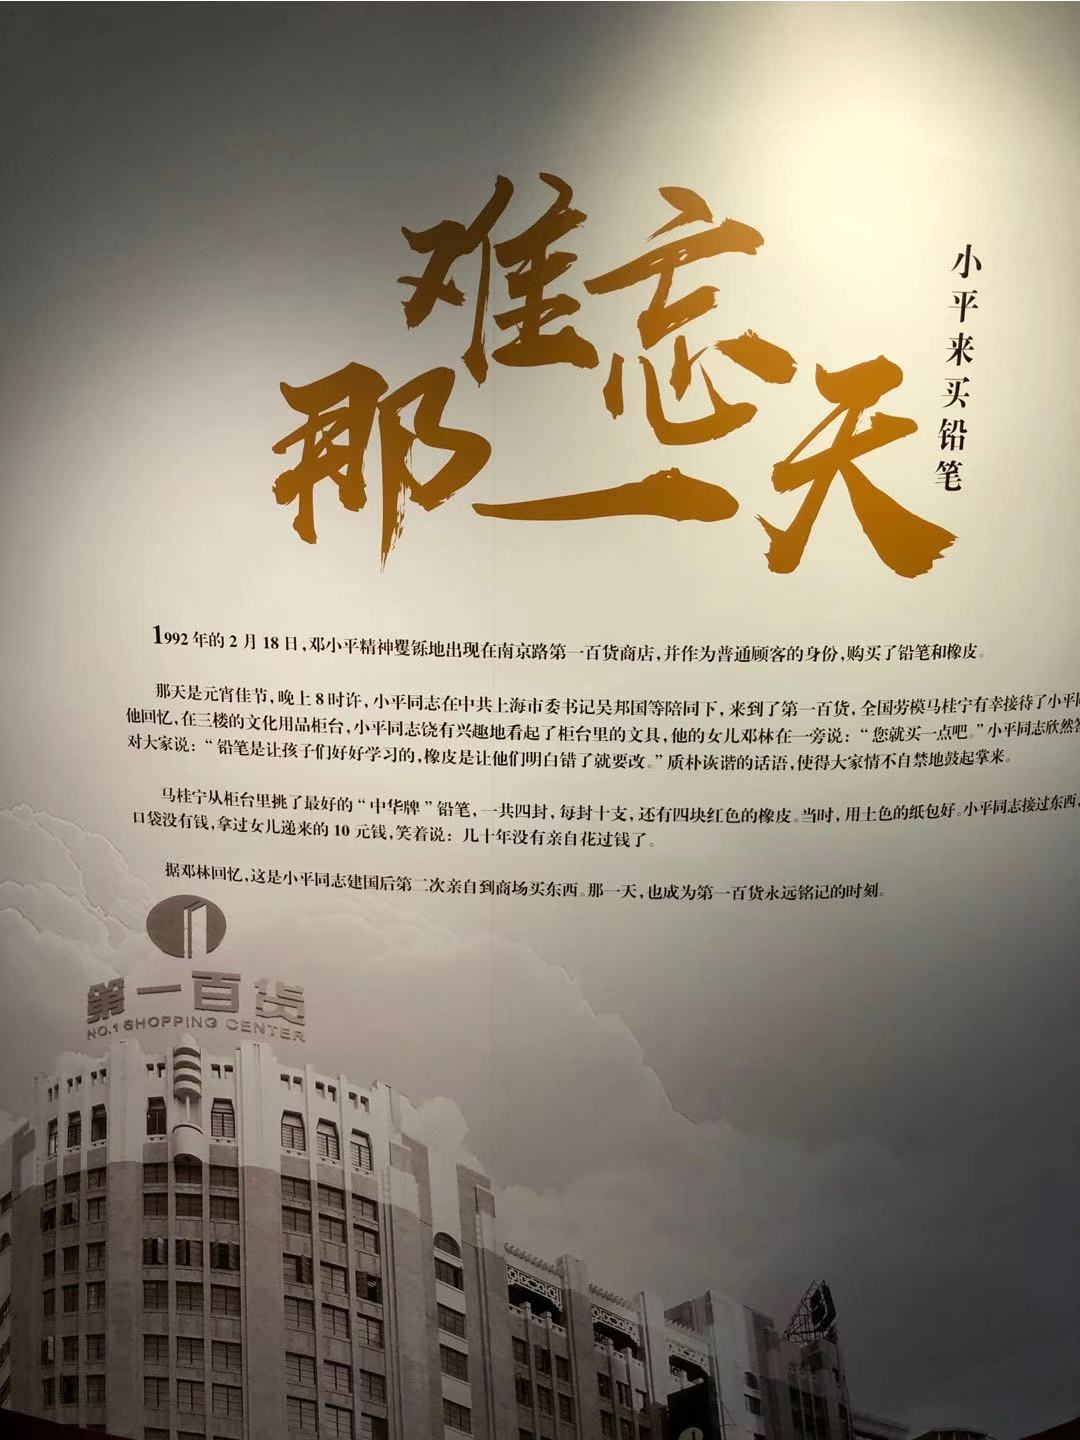 难忘
那一天
小平来买铅笔
1992年的2月18日，邓小平精神矍铄地出现在南京路第一百货商店，并作为普通顾客的身份，购买了铅笔和橡皮。
那天是元宵佳节，晚上8时许，小平同志在中共上海市委书记吴邦国等陪同下，来到了第一百货，全国劳模马桂宁有幸接待了小平
他回忆，在三楼的文化用品柜台，小平同志饶有兴趣地看起了柜台里的文具，他的女儿邓林在一旁说：“您就买一点吧。”小平同志欣然
对大家说：“铅笔是让孩子们好好学习的，橡皮是让他们明白错了就要改。”质朴诙谐的话语，使得大家情不自禁地鼓起掌来。
马桂宁从柜台里挑了最好的“中华牌”铅笔，一共四封，每封十支，还有四块红色的橡皮。当时，用土色的纸包好。小平同志接过东西，
口袋没有钱，拿过女儿递来的10元钱，笑着说：几十年没有亲自花过钱了。
据邓林回忆，这是小平同志建国后第二次亲自到商场买东西。那一天，也成为第一百货永远铭记的时刻。
第一百货
NO.1 SHOPPING CENTER